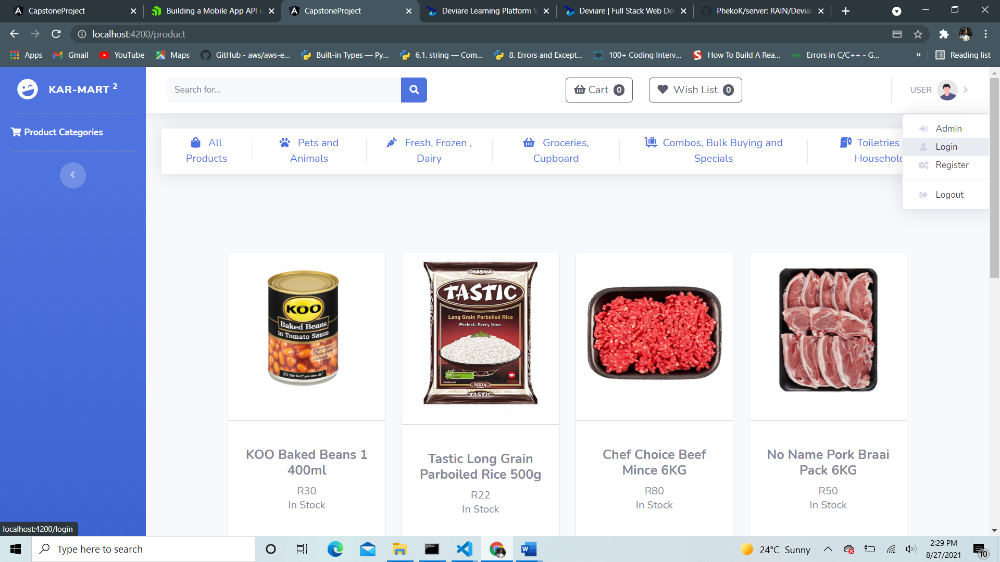 CapstoneProject
Building a Mobile App API u
CapstoneProject
Deviare Learning Platform V
Deviare | Full Stack Web De
PhekoK/server: RAIN/Devia
localhost:4200/product
Apps
Gmail
YouTube
Maps
GitHub - aws/aws-e...
Built-in Types — Py...
6.1. string — Com...
8. Errors and Except...
100+ Coding Interv...
How To Build A Rea...
Errors in C/C++ - G...
»
Reading list
KAR-MART 2
Search for...
Cart 0
Wish List 0
USER
Product Categories
Admin
Login
Register
Logout
All
Products
Pets and
Animals
Fresh, Frozen ,
Dairy
Groceries,
Cupboard
Combos, Bulk Buying and
Specials
Toiletries
Househol
KOO
Baked Beans
in Tomato Sauce
It's the best you can do!
TASTIC
Long Grain Parboiled Rice
Perfect. Every time.
500 g
TASTIC
KOO Baked Beans 1
400ml
R30
In Stock
Tastic Long Grain
Parboiled Rice 500g
R22
In Stock
Chef Choice Beef
Mince 6KG
R80
In Stock
No Name Pork Braai
Pack 6KG
R50
In Stock
localhost:4200/login
Type here to search
24°C Sunny
2:29 PM
8/27/2021
10